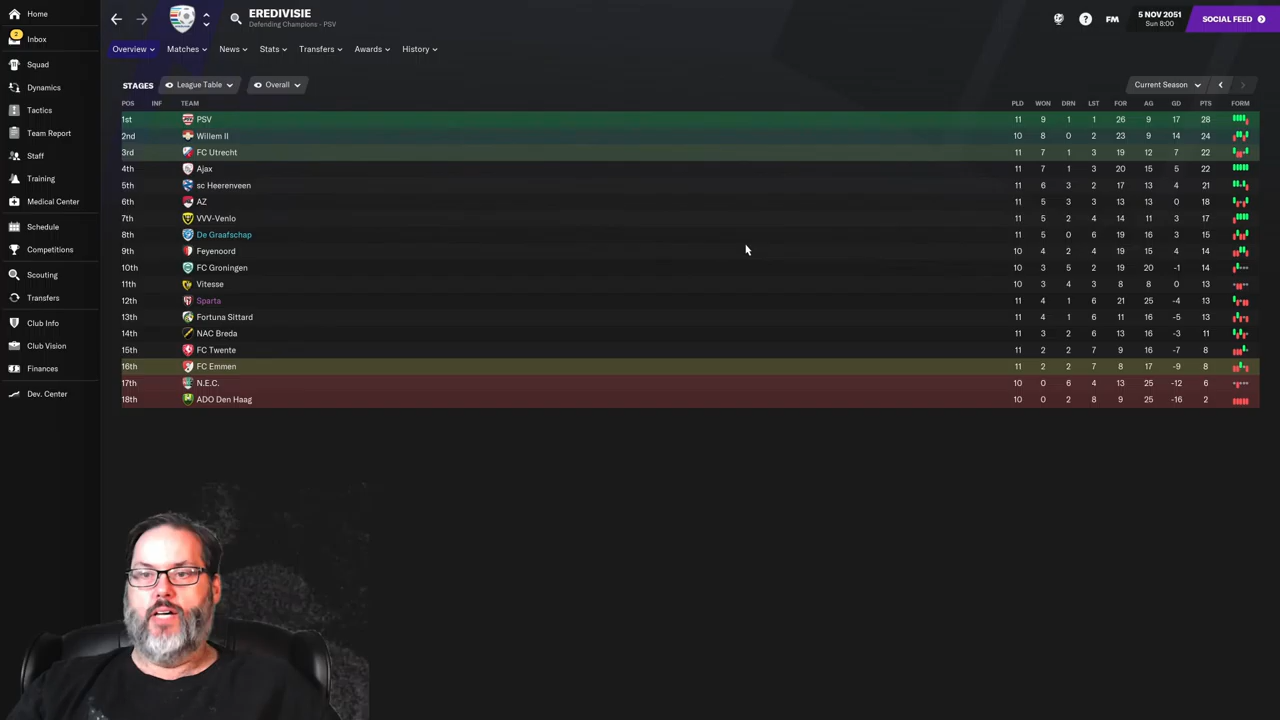 Home
EREDIVISIE
Defending Champions - PSV
5 NOV 2051
Sun 8:00
FM
SOCIAL FEED
2
Inbox
Overview Matches News Stats Transfers Awards History
Squad
Dynamics
Tactics
Team Report
Staff
Training
Medical Center
Schedule
Competitions
Scouting
Transfers
Club Info
Club Vision
Finances
Dev. Center
STAGES League Table Overall Current Season
POS INF TEAM PLD WON DRN LST FOR AG GD PTS FORM
1st PSV 11 9 1 1 26 9 17 28
2nd Willem II 10 8 0 2 23 9 14 24
3rd FC Utrecht 11 7 1 3 19 12 7 22
4th Ajax 11 7 1 3 20 15 5 22
5th sc Heerenveen 11 6 3 2 17 13 4 21
6th AZ 11 5 3 3 13 13 0 18
7th VVV-Venlo 11 5 2 4 14 11 3 17
8th De Graafschap 11 5 0 6 19 16 3 15
9th Feyenoord 10 4 2 4 19 15 4 14
10th FC Groningen 10 3 5 2 19 20 -1 14
11th Vitesse 10 3 4 3 8 8 0 13
12th Sparta 11 4 1 6 21 25 -4 13
13th Fortuna Sittard 11 4 1 6 11 16 -5 13
14th NAC Breda 11 3 2 6 13 16 -3 11
15th FC Twente 11 2 2 7 9 16 -7 8
16th FC Emmen 11 2 2 7 8 17 -9 8
17th N.E.C. 10 0 6 4 13 25 -12 6
18th ADO Den Haag 10 0 2 8 9 25 -16 2